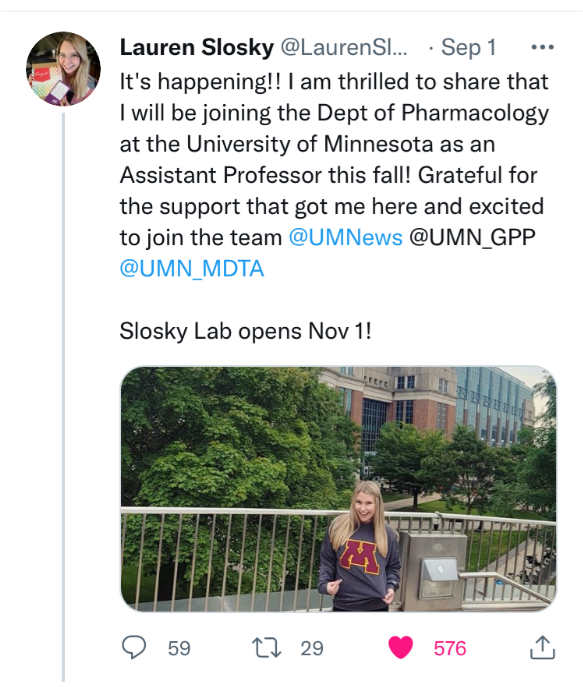 Lauren Slosky @LaurenSl... · Sep 1 ···
It's happening!! I am thrilled to share that
I will be joining the Dept of Pharmacology
at the University of Minnesota as an
Assistant Professor this fall! Grateful for
the support that got me here and excited
to join the team @UMNews @UMN_GPP
@UMN_MDTA
Slosky Lab opens Nov 1!
M
59 29 576